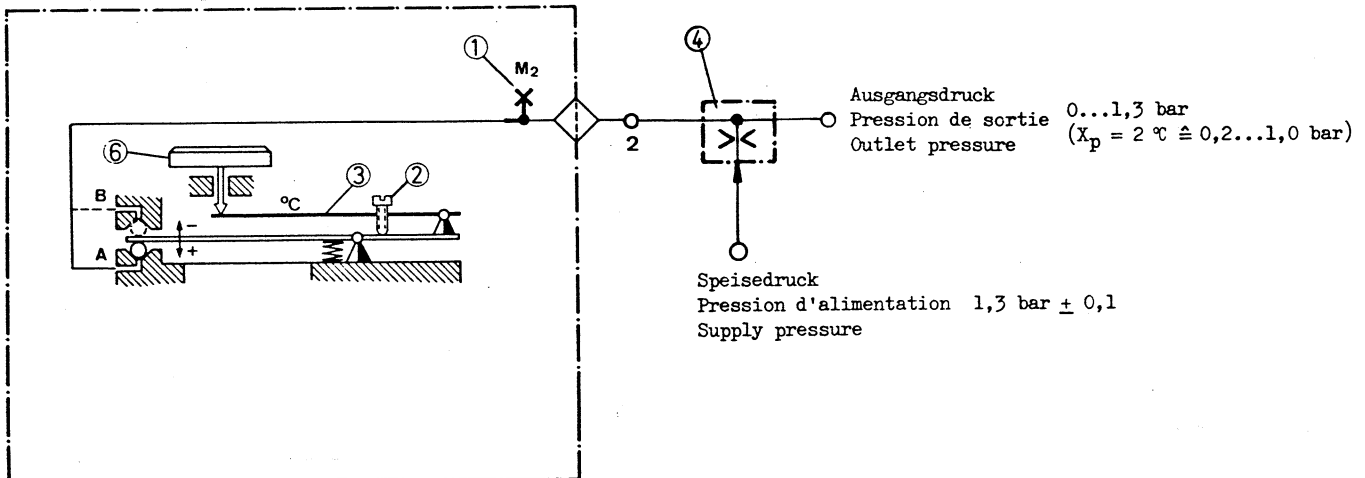 ① M₂
④
Ausgangsdruck
Pression de sortie 0...1,3 bar
Outlet pressure (Xp = 2 °C ≙ 0,2...1,0 bar)
2
⑥
B
°C ③ ②
−
A +
Speisedruck
Pression d'alimentation 1,3 bar ± 0,1
Supply pressure